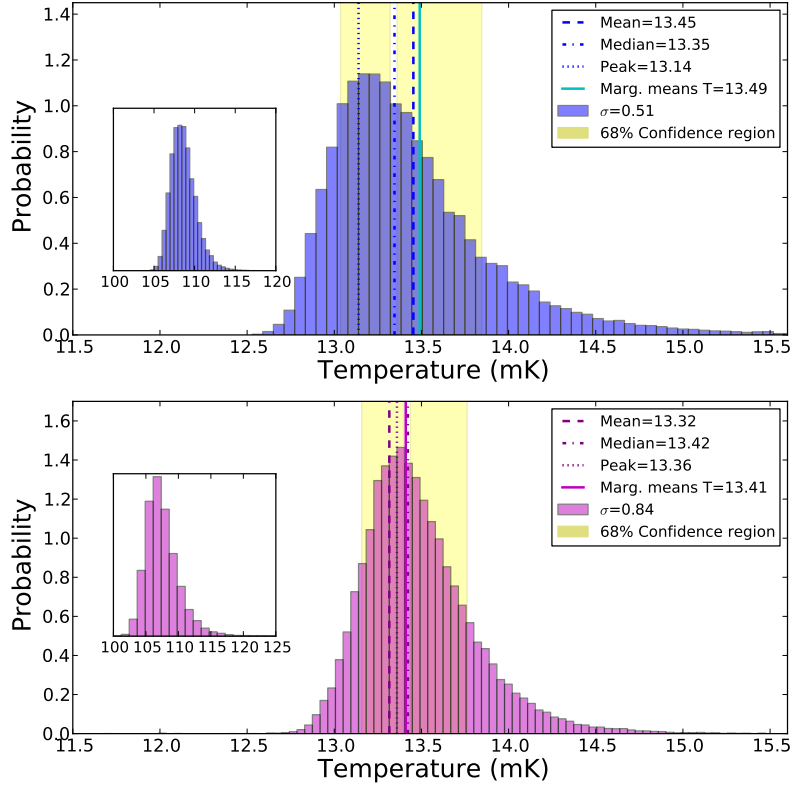 1.4
1.2
1.0
0.8
0.6
0.4
0.2
0.0
Probability
Mean=13.45
Median=13.35
Peak=13.14
Marg. means T=13.49
σ=0.51
68% Confidence region
100 105 110 115 120
11.5 12.0 12.5 13.0 13.5 14.0 14.5 15.0 15.5
Temperature (mK)
1.6
1.4
1.2
1.0
0.8
0.6
0.4
0.2
0.0
Probability
Mean=13.32
Median=13.42
Peak=13.36
Marg. means T=13.41
σ=0.84
68% Confidence region
100 105 110 115 120 125
11.5 12.0 12.5 13.0 13.5 14.0 14.5 15.0 15.5
Temperature (mK)